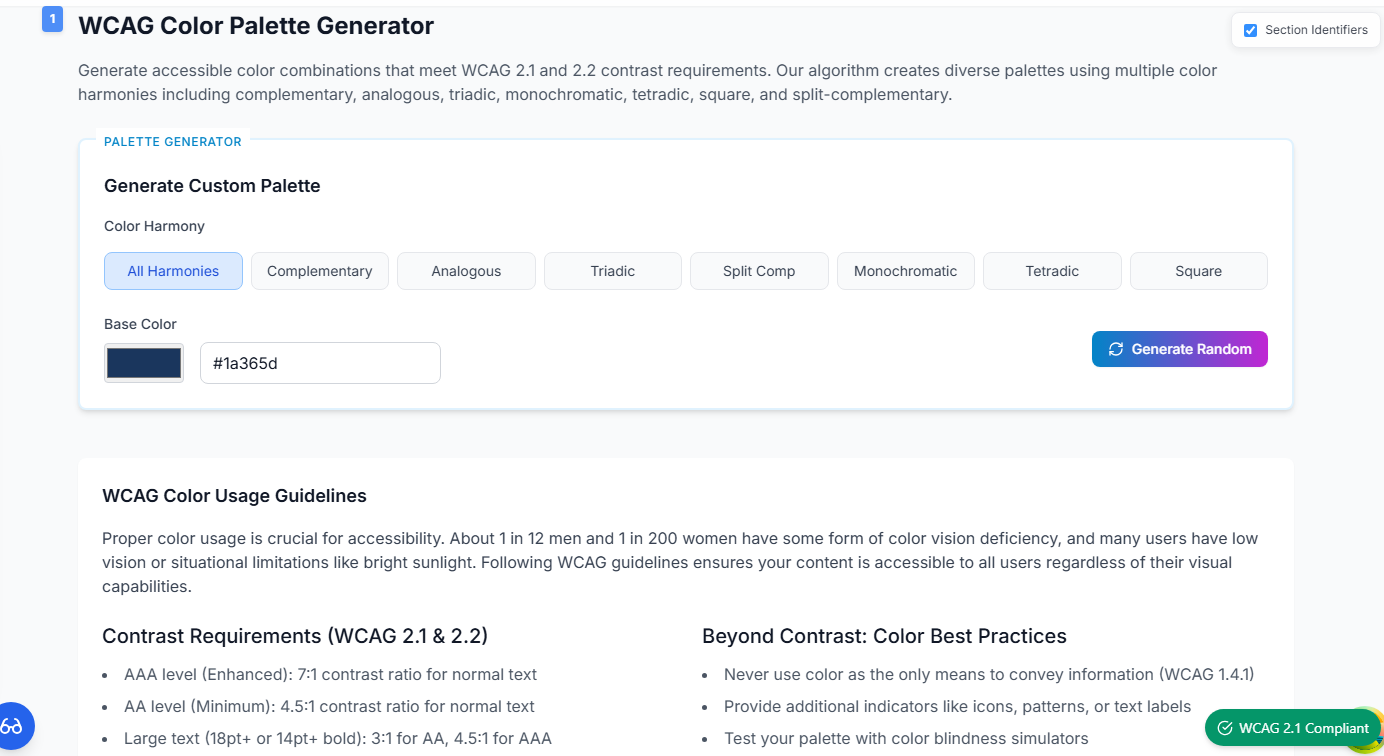 1
WCAG Color Palette Generator
Section Identifiers
Generate accessible color combinations that meet WCAG 2.1 and 2.2 contrast requirements. Our algorithm creates diverse palettes using multiple color
harmonies including complementary, analogous, triadic, monochromatic, tetradic, square, and split-complementary.
PALETTE GENERATOR
Generate Custom Palette
Color Harmony
All Harmonies
Complementary
Analogous
Triadic
Split Comp
Monochromatic
Tetradic
Square
Base Color
#1a365d
Generate Random
WCAG Color Usage Guidelines
Proper color usage is crucial for accessibility. About 1 in 12 men and 1 in 200 women have some form of color vision deficiency, and many users have low
vision or situational limitations like bright sunlight. Following WCAG guidelines ensures your content is accessible to all users regardless of their visual
capabilities.
Contrast Requirements (WCAG 2.1 & 2.2)
• AAA level (Enhanced): 7:1 contrast ratio for normal text
• AA level (Minimum): 4.5:1 contrast ratio for normal text
• Large text (18pt+ or 14pt+ bold): 3:1 for AA, 4.5:1 for AAA
Beyond Contrast: Color Best Practices
• Never use color as the only means to convey information (WCAG 1.4.1)
• Provide additional indicators like icons, patterns, or text labels
• Test your palette with color blindness simulators
WCAG 2.1 Compliant